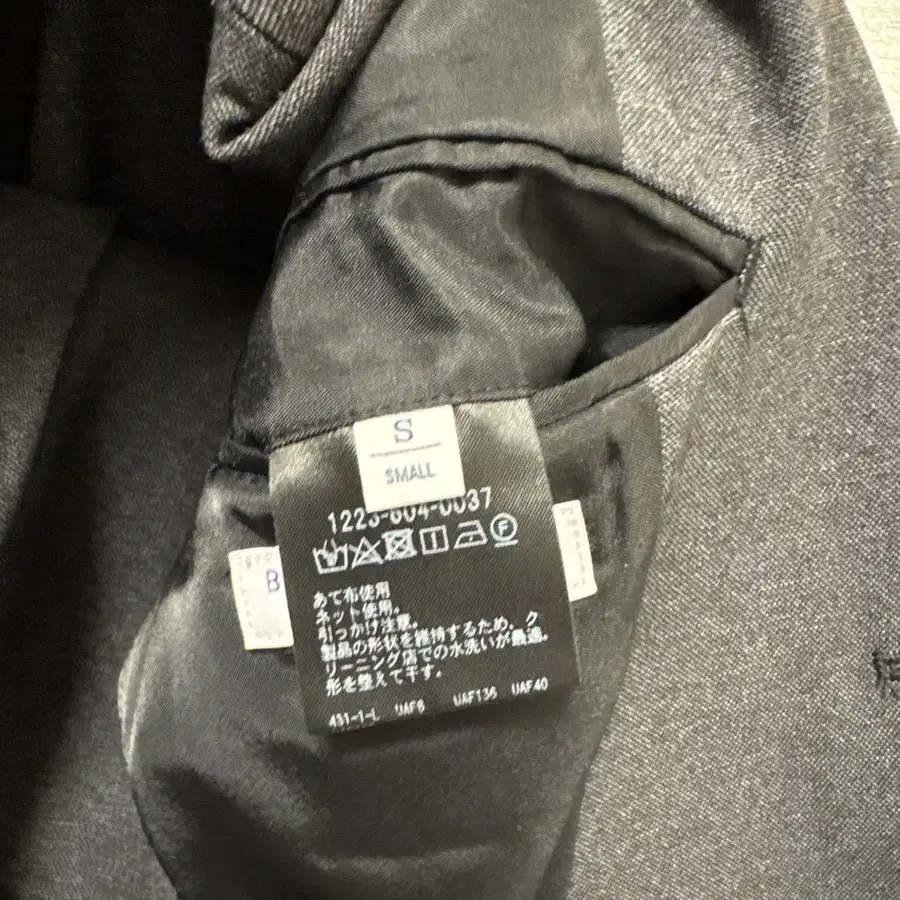 S
SMALL
1223-604-0037
B
あて布使用
ネット使用。
引っかけ注意。
製品の形状を維持するため、ク
リーニング店での水洗いが最適。
形を整えて干す。
431-1-L UAF8 UAF136 UAF40